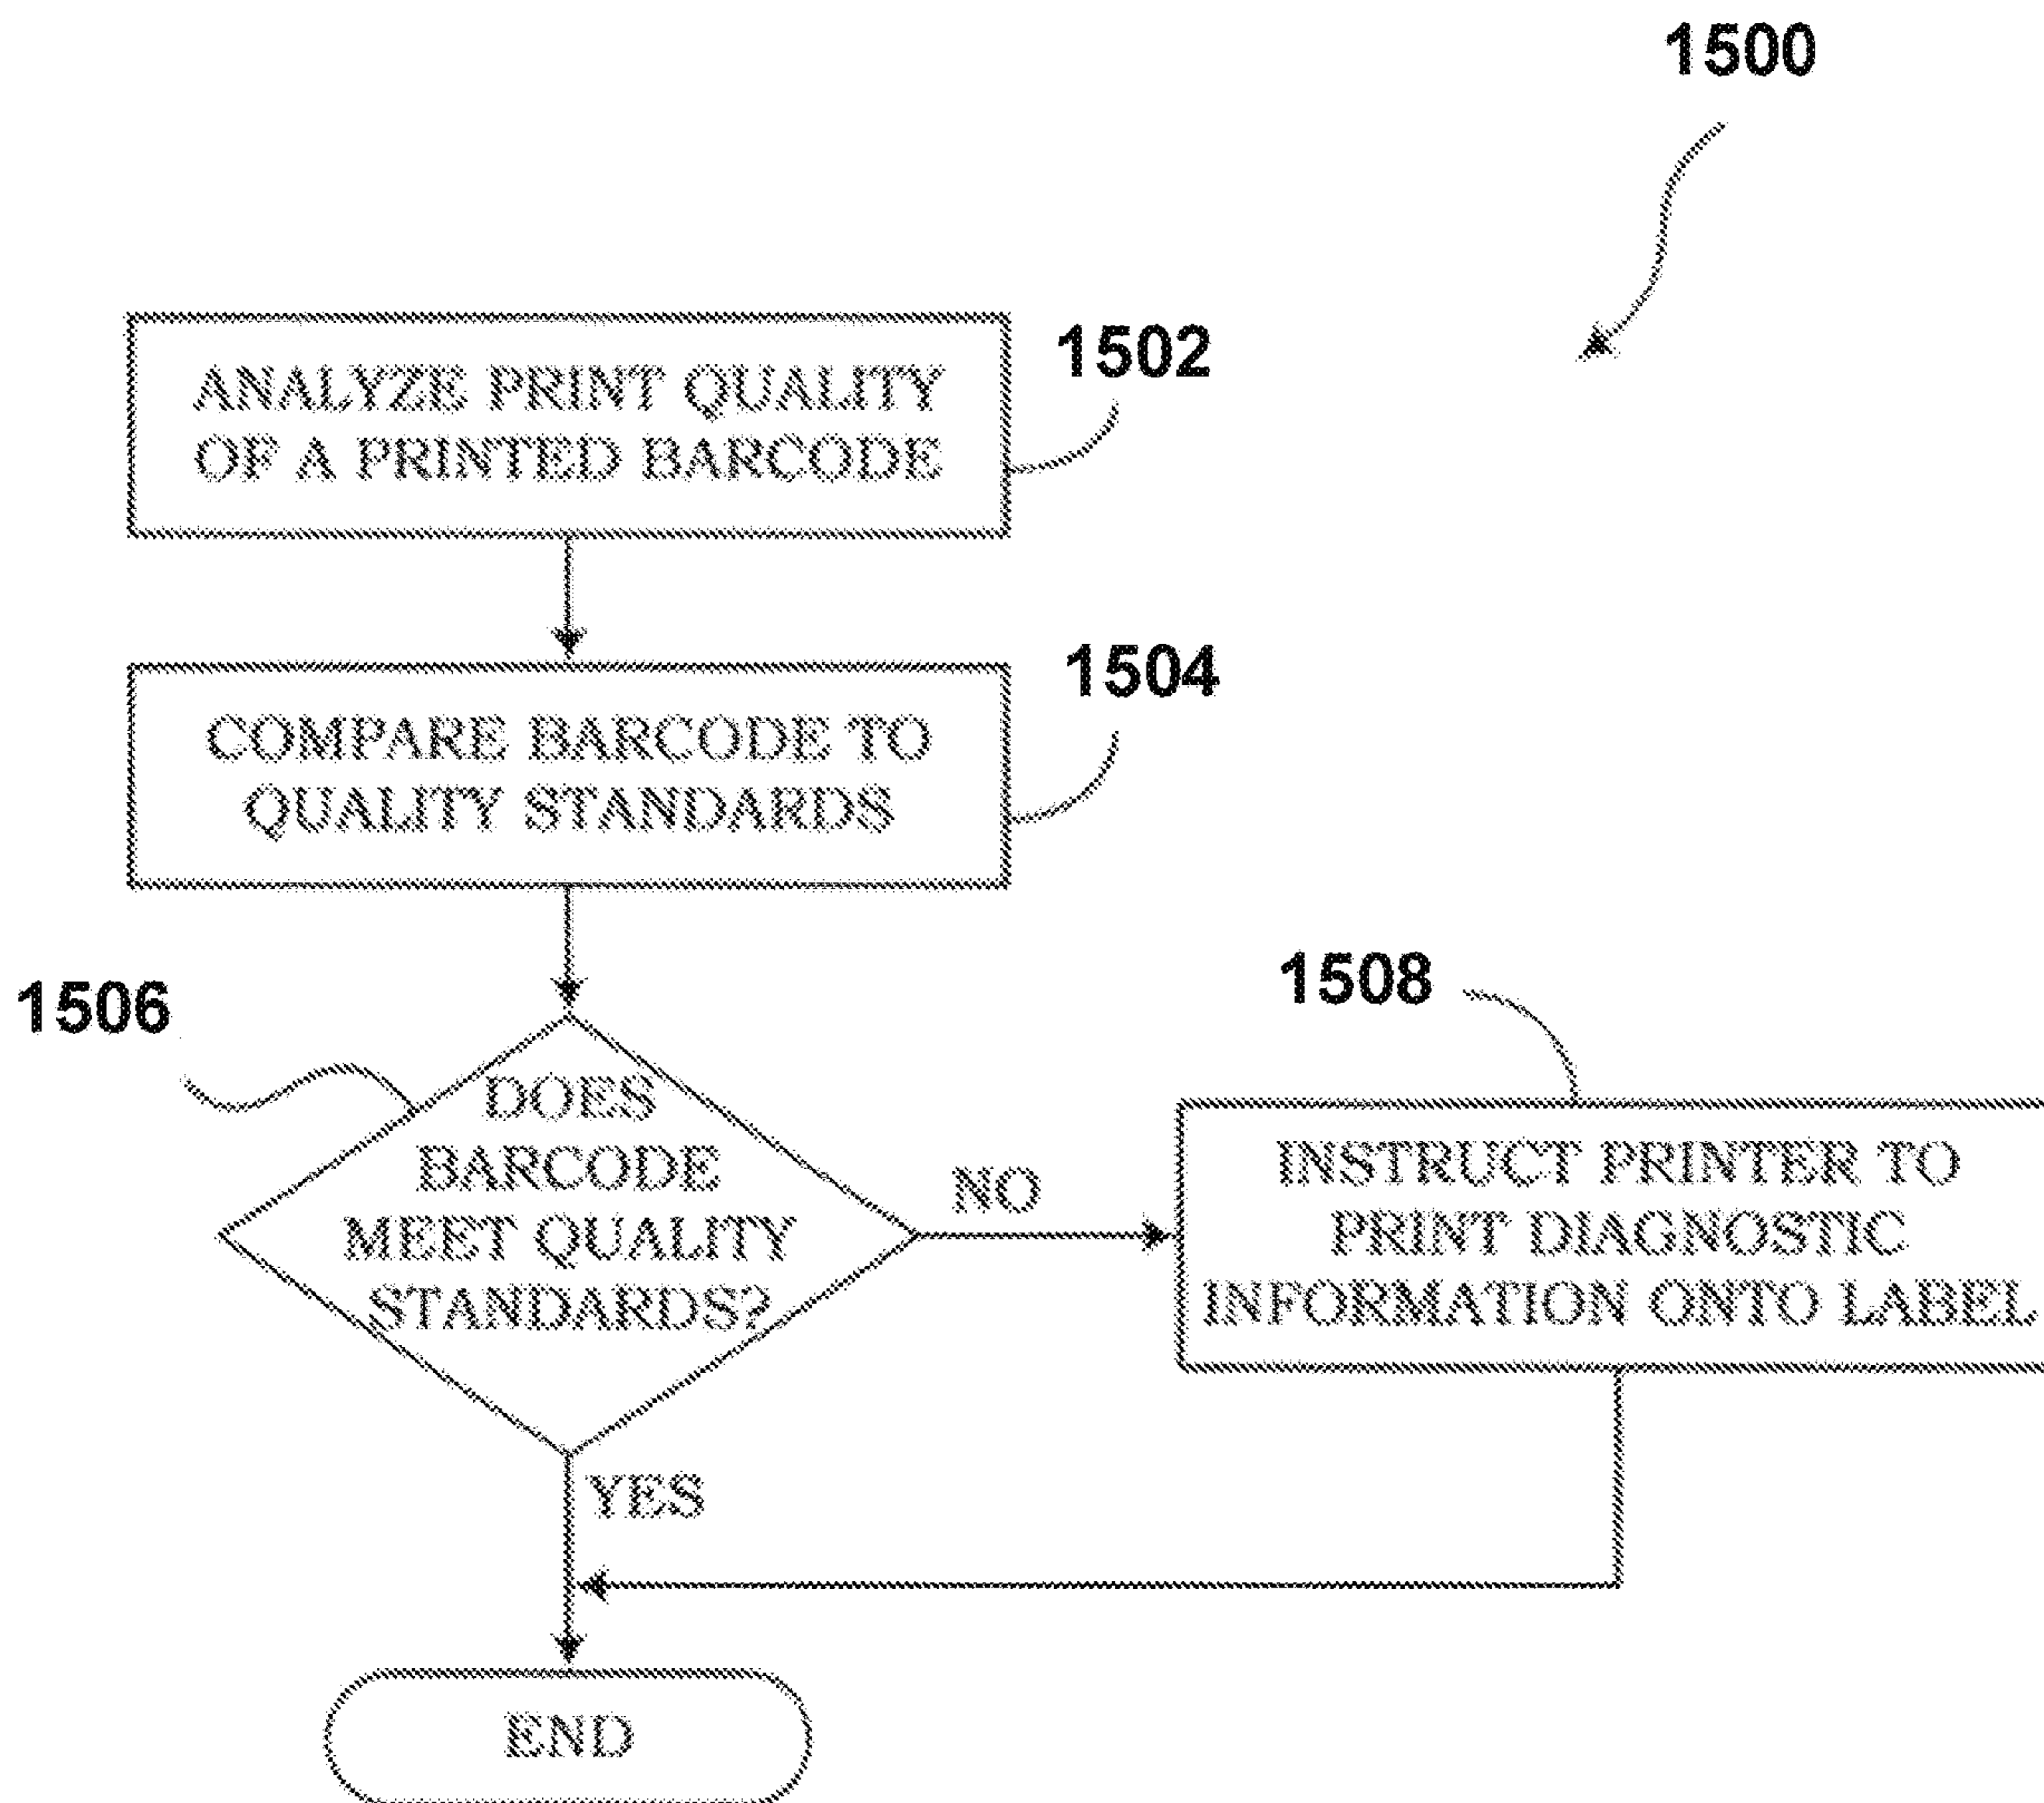 1500
ANALYZE PRINT QUALITY
OF A PRINTED BARCODE
1502
COMPARE BARCODE TO
QUALITY STANDARDS
1504
1506
DOES
BARCODE
MEET QUALITY
STANDARDS?
NO
1508
INSTRUCT PRINTER TO
PRINT DIAGNOSTIC
INFORMATION ONTO LABEL
YES
END